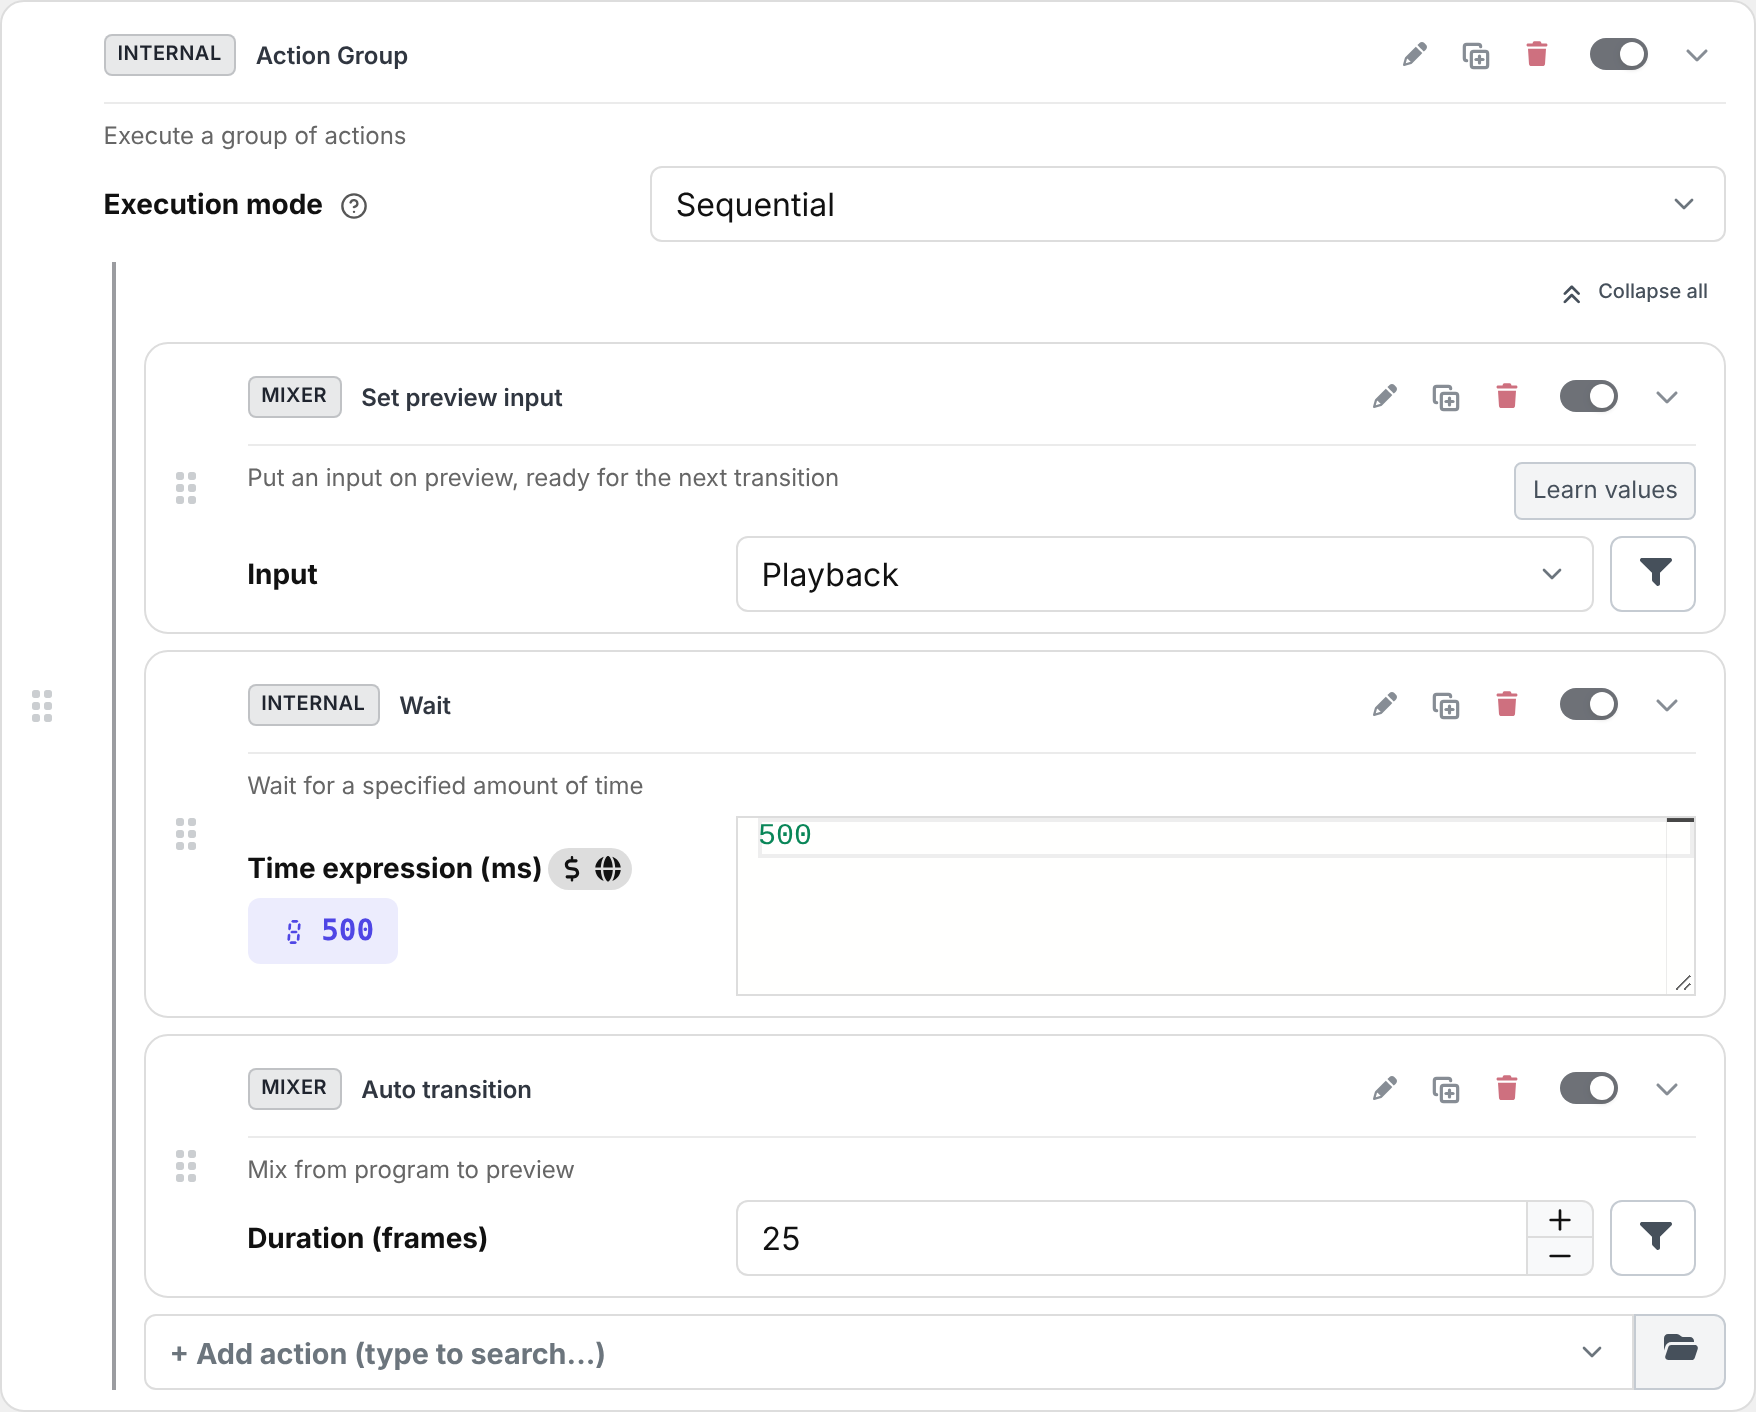 INTERNAL Action Group
Execute a group of actions
Execution mode ? Sequential
Collapse all
MIXER Set preview input
Put an input on preview, ready for the next transition
Learn values
Input Playback
INTERNAL Wait
Wait for a specified amount of time
500
Time expression (ms) $
500
MIXER Auto transition
Mix from program to preview
Duration (frames) 25 + −
+ Add action (type to search...)